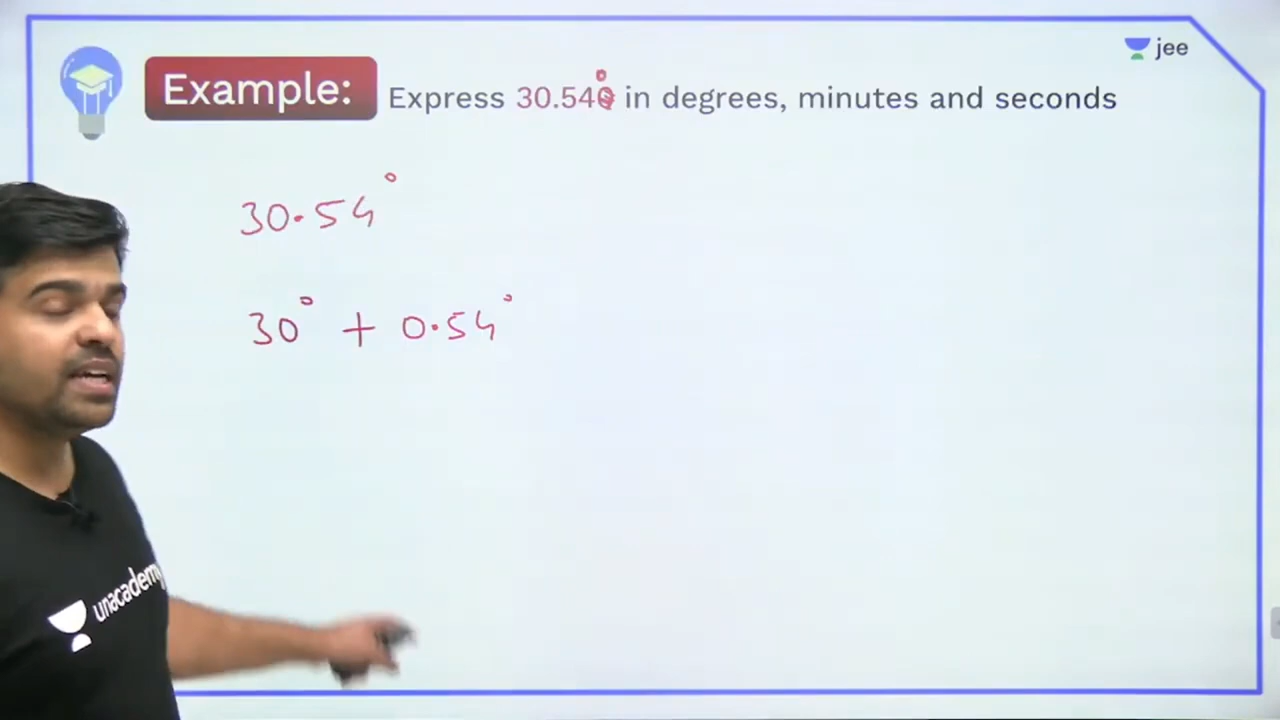 jee
Example: Express 30.54° in degrees, minutes and seconds
30.54°
30° + 0.54°
unacademy